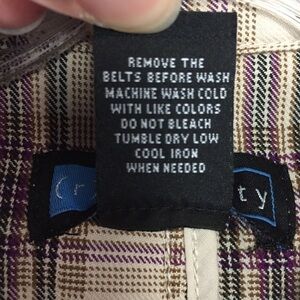 REMOVE THE
BELTS BEFORE WASH
MACHINE WASH COLD
WITH LIKE COLORS
DO NOT BLEACH
TUMBLE DRY LOW
COOL IRON
WHEN NEEDED